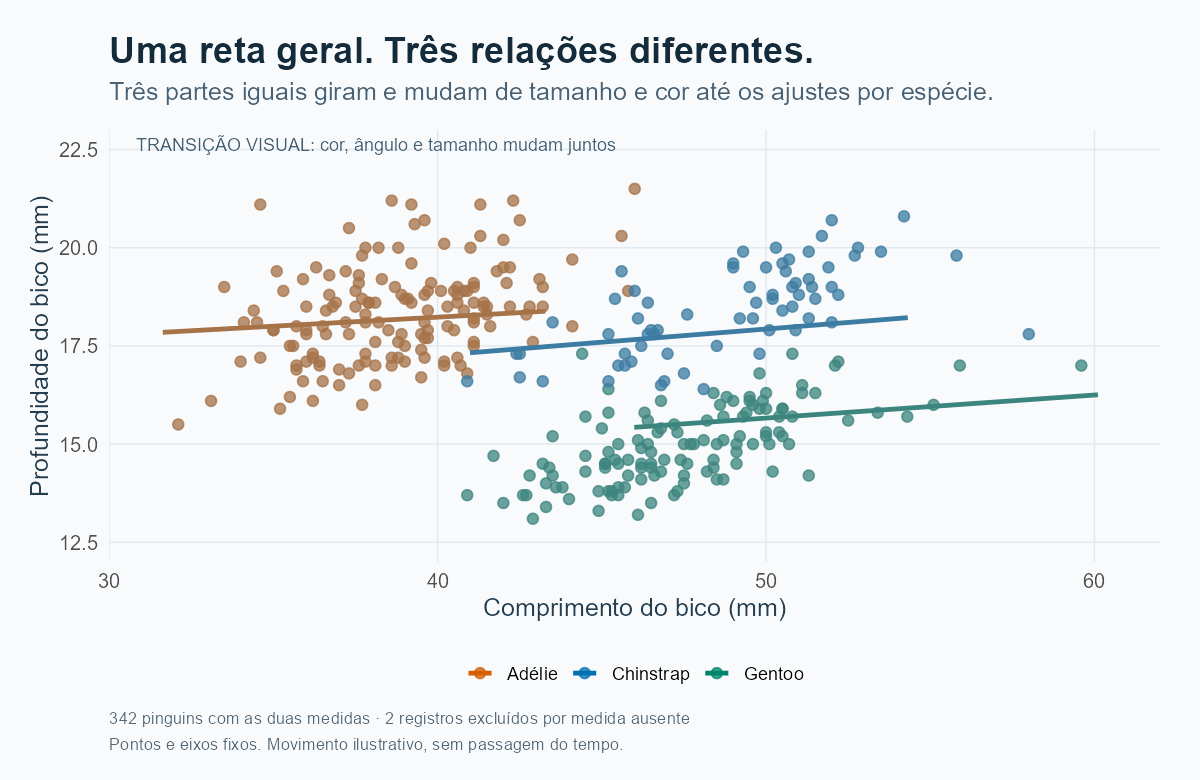 Uma reta geral. Três relações diferentes.
Três partes iguais giram e mudam de tamanho e cor até os ajustes por espécie.
TRANSIÇÃO VISUAL: cor, ângulo e tamanho mudam juntos
22.5
20.0
17.5
15.0
12.5
Profundidade do bico (mm)
30 40 50 60
Comprimento do bico (mm)
Adélie Chinstrap Gentoo
342 pinguins com as duas medidas · 2 registros excluídos por medida ausente
Pontos e eixos fixos. Movimento ilustrativo, sem passagem do tempo.